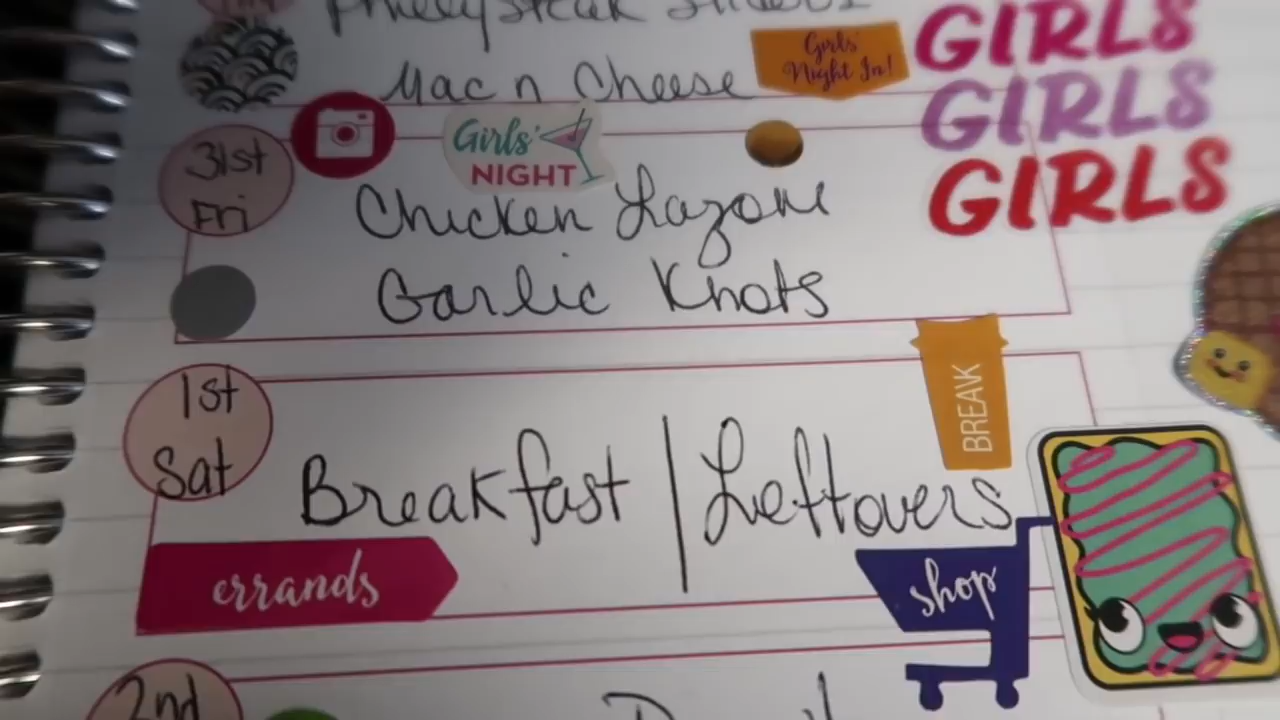 Mac n Cheese
Girls'
Night In!
GIRLS
GIRLS
GIRLS
31st
Fri
Girls'
NIGHT
Chicken Lazone
Garlic Knots
1st
Sat
BREAK
Breakfast | Leftovers
errands
shop
2nd